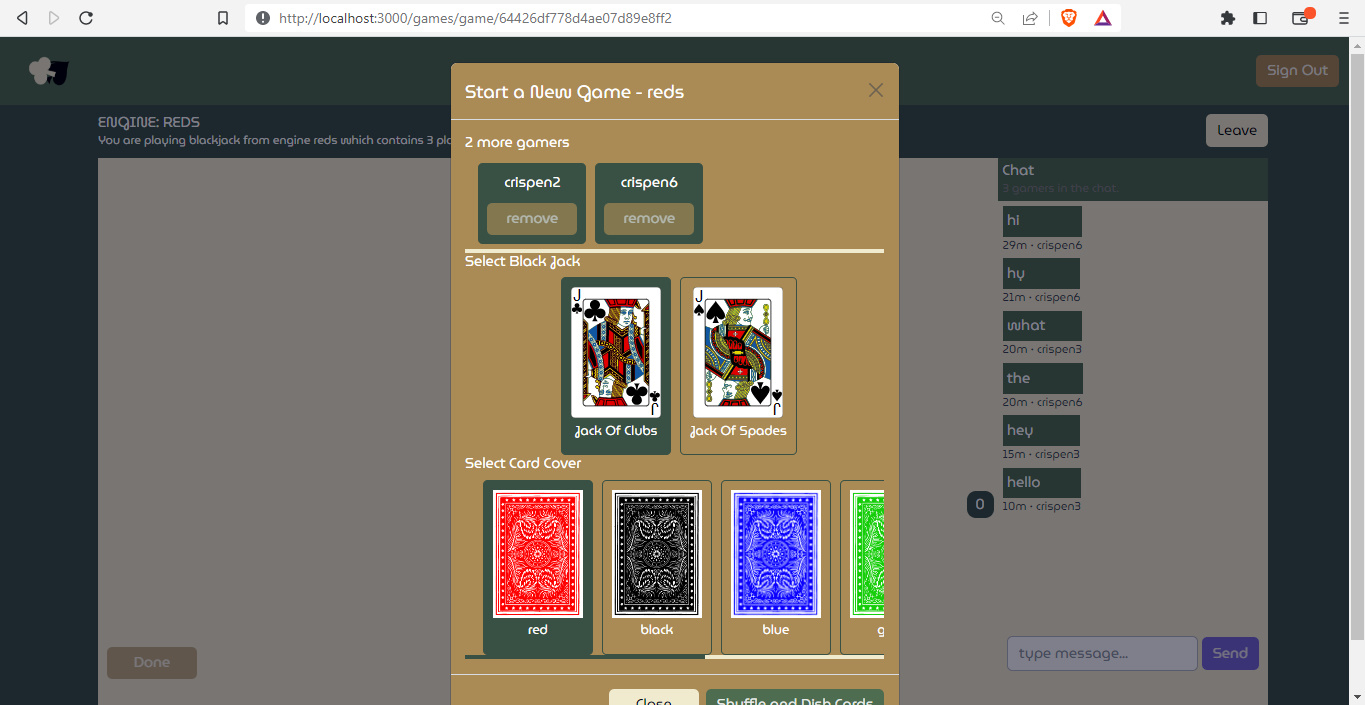 http://localhost:3000/games/game/64426df778d4ae07d89e8ff2
Sign Out
ENGINE: REDS
You are playing blackjack from engine reds which contains 3
Leave
Start a New Game - reds
2 more gamers
crispen2
crispen6
remove
remove
Select Black Jack
J
J
J
J
Jack Of Clubs
Jack Of Spades
Select Card Cover
red
black
blue
g
Close
Shuffle and Dish Cards
Done
0
Chat
3 gamers in the chat.
hi
29m • crispen6
hy
21m • crispen6
what
20m • crispen3
the
20m • crispen6
hey
15m • crispen3
hello
10m • crispen3
type message...
Send